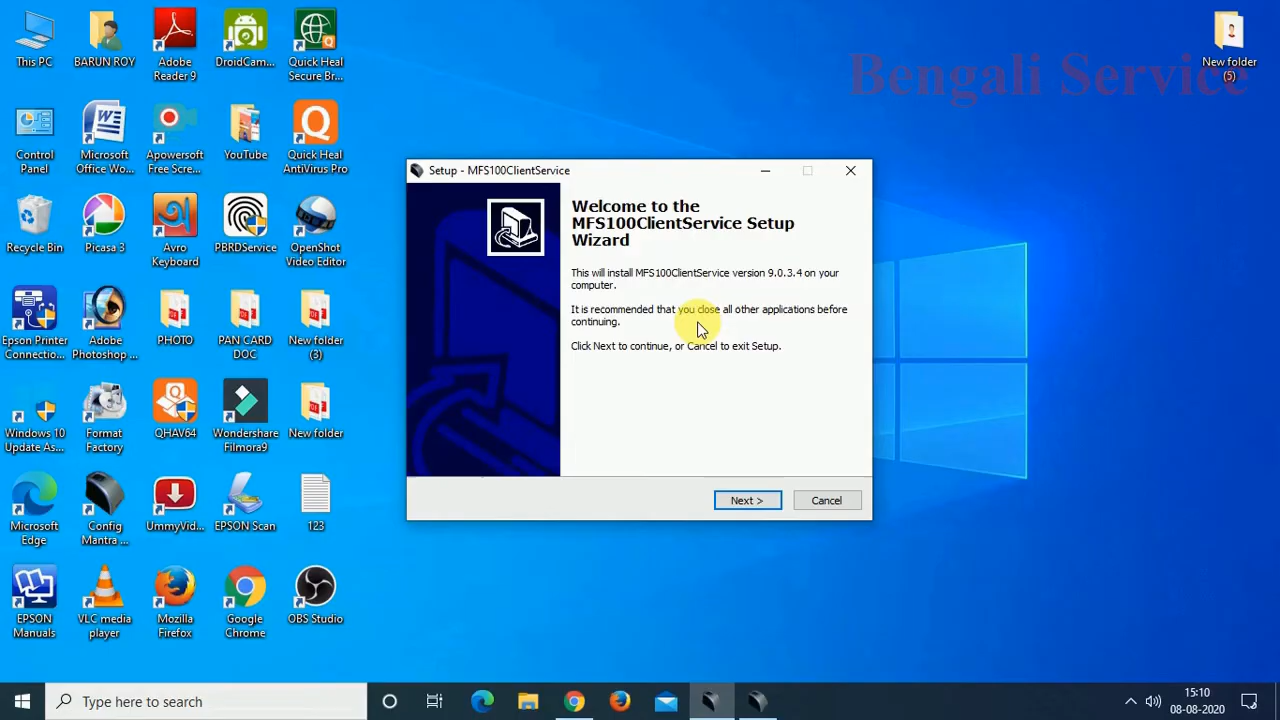 This PC
BARUN ROY
Adobe
Reader 9
DroidCam...
Quick Heal
Secure Br...
New folder
(5)
Bengali Service
Control
Panel
Microsoft
Office Wo...
Apowersoft
Free Scre...
YouTube
Quick Heal
AntiVirus Pro
Recycle Bin
Picasa 3
Avro
Keyboard
PBRDService
OpenShot
Video Editor
Epson Printer
Connectio...
Adobe
Photoshop ...
PHOTO
PAN CARD
DOC
New folder
(3)
Windows 10
Update As...
Format
Factory
QHAV64
Wondershare
Filmora9
New folder
Microsoft
Edge
Config
Mantra ...
UmmyVid...
EPSON Scan
123
EPSON
Manuals
VLC media
player
Mozilla
Firefox
Google
Chrome
OBS Studio
Setup - MFS100ClientService
Welcome to the
MFS100ClientService Setup
Wizard
This will install MFS100ClientService version 9.0.3.4 on your
computer.
It is recommended that you close all other applications before
continuing.
Click Next to continue, or Cancel to exit Setup.
Next >
Cancel
Type here to search
15:10
08-08-2020